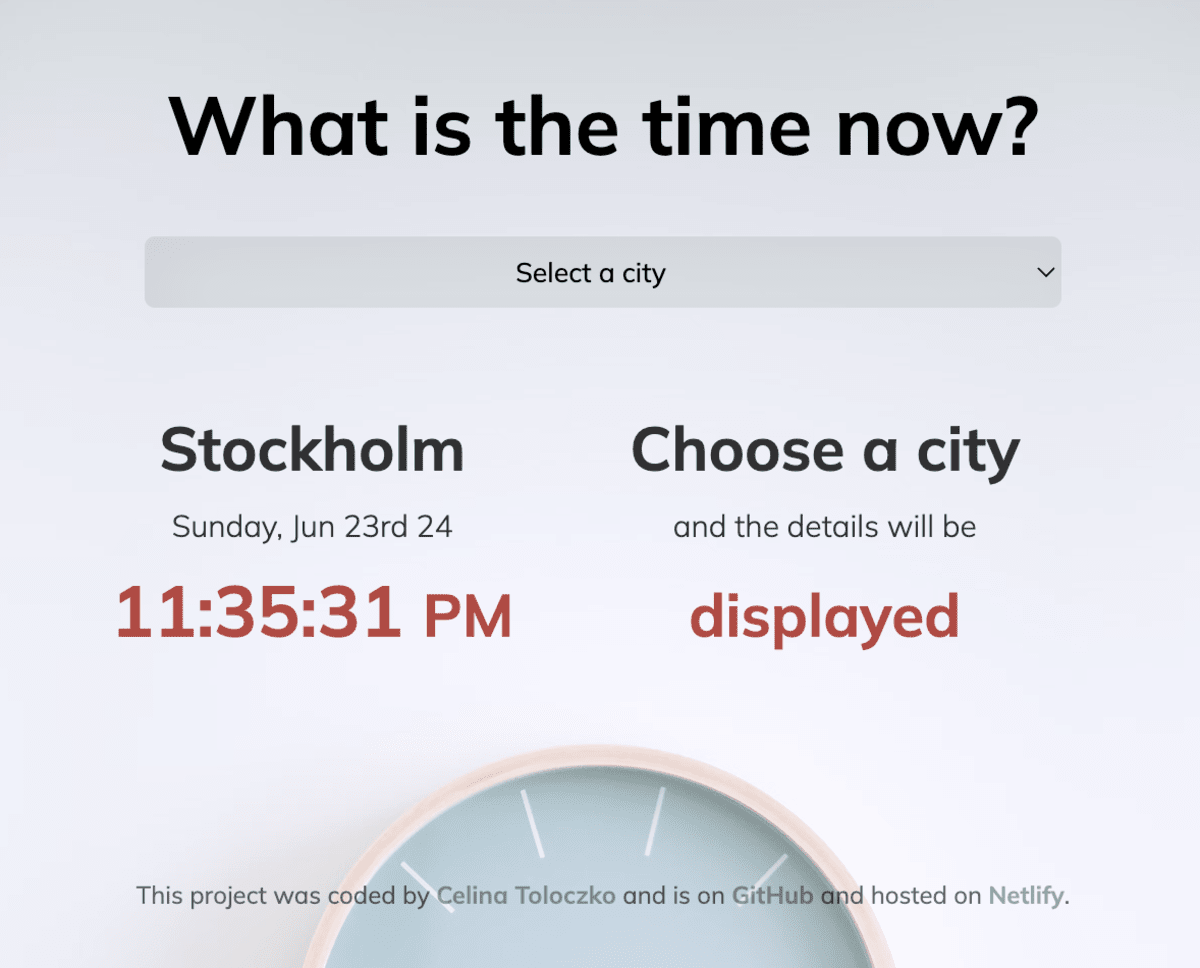 What is the time now?
Select a city
Stockholm
Sunday, Jun 23rd 24
11:35:31 PM
Choose a city
and the details will be
displayed
This project was coded by Celina Toloczko and is on GitHub and hosted on Netlify.